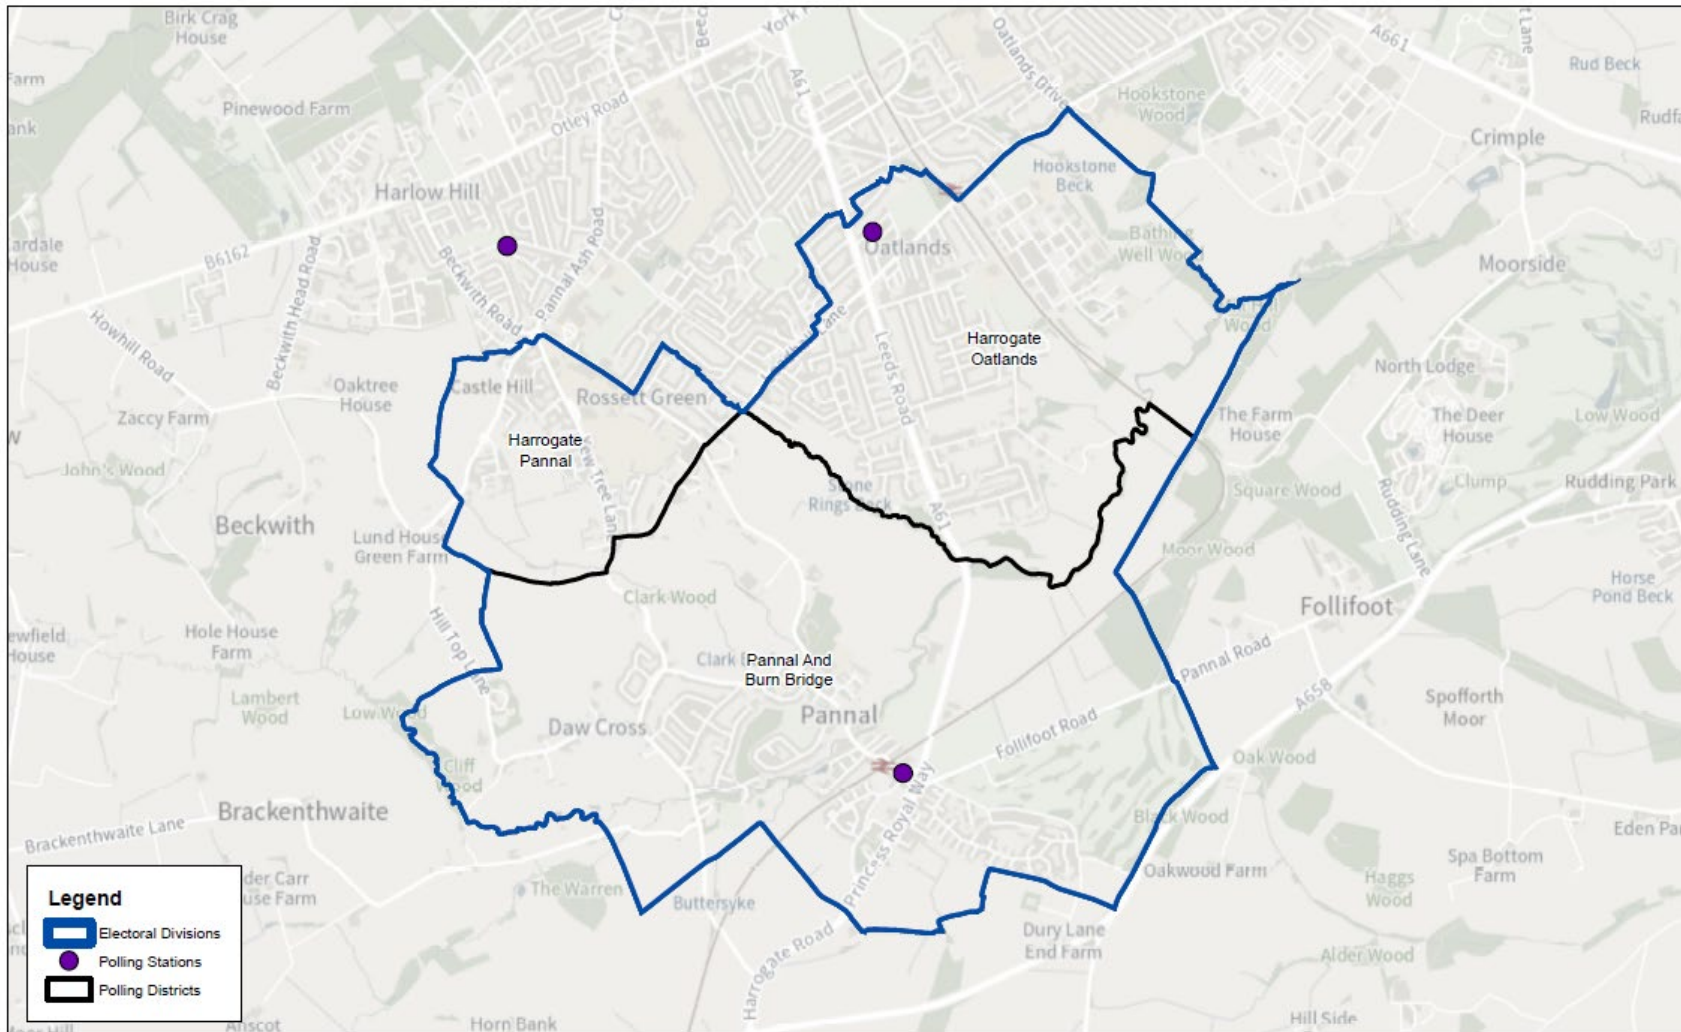 Birk Crag
House
Pinewood Farm
Otley Road
York
A61
Oatlands Drive
A661
Rud Beck
Hookstone
Wood
Crimple
Harlow Hill
Hookstone
Beck
B6162
Beckwith Head Road
Beckwith Road
Pannal Ash Road
Oatlands
Bathing
Well Wood
Moorside
Howhill Road
Leeds Road
Harrogate
Oatlands
Wood
North Lodge
Oaktree
House
Castle Hill
Rossett Green
Zaccy Farm
The Farm
House
The Deer
House
Low Wood
Harrogate
Pannal
John's Wood
Yew Tree Lane
Stone
Rings Beck
Square Wood
Clump
Rudding Park
Rudding Lane
Beckwith
Lund House
Green Farm
A61
Moor Wood
Horse
Pond Beck
Clark Wood
Follifoot
Hole House
Farm
Hill Top Lane
Pannal And
Burn Bridge
Pannal Road
Lambert
Wood
Low Wood
Daw Cross
Pannal
A658
Spofforth
Moor
Follifoot Road
Oak Wood
Cliff
Wood
Brackenthwaite
Princess Royal Way
Black Wood
Brackenthwaite Lane
Spa Bottom
Farm
Oakwood Farm
Haggs
Wood
The Warren
Buttersyke
Harrogate Road
Dury Lane
End Farm
Alder Wood
Horn Bank
Hill Side
Legend
Electoral Divisions
Polling Stations
Polling Districts